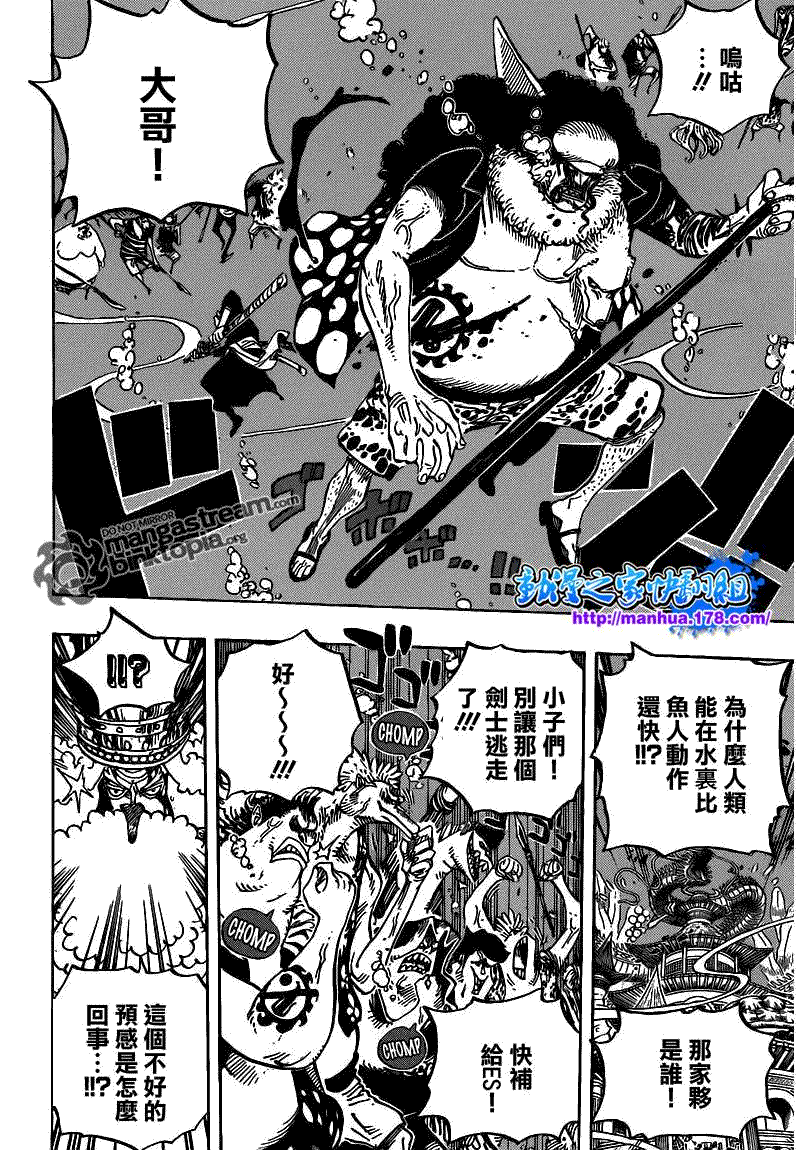 嗚咕
…!!
大哥！
DO NOT MIRROR
mangastream.com
binktopia.org
動漫之家快翻組
http://manhua.178.com/
為什麼人類
能在水裏比
魚人動作
還快!!?
那家夥
是誰！
小子們！
別讓那個
劍士逃走
了!!!
CHOMP
快補
給ES！
好～～～!!!
CHOMP
CHOMP
!!?
這個不好的
預感是怎麼
回事…!!?